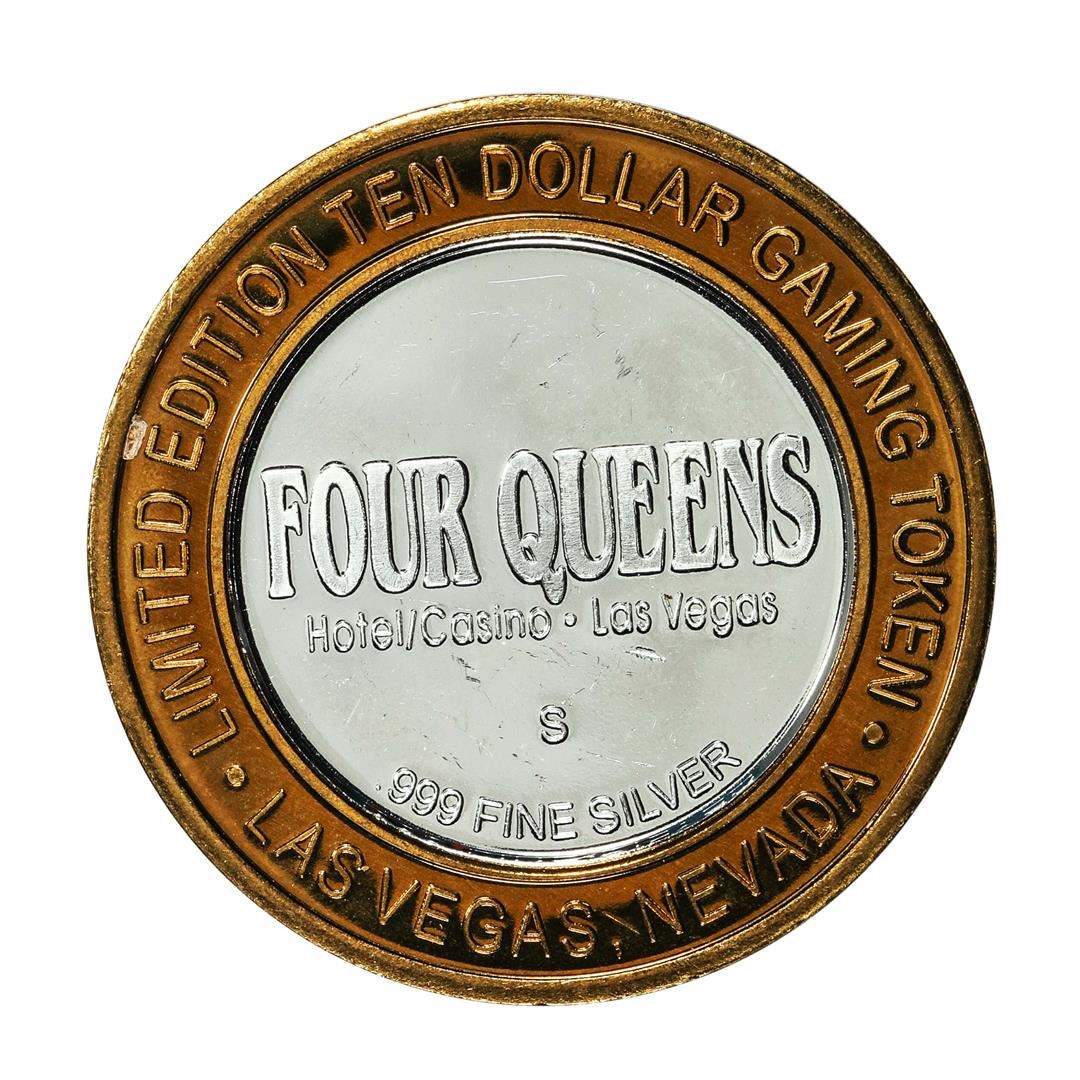 LIMITED EDITION TEN DOLLAR GAMING TOKEN
FOUR QUEENS
Hotel/Casino • Las Vegas
S
.999 FINE SILVER
• LAS VEGAS, NEVADA •